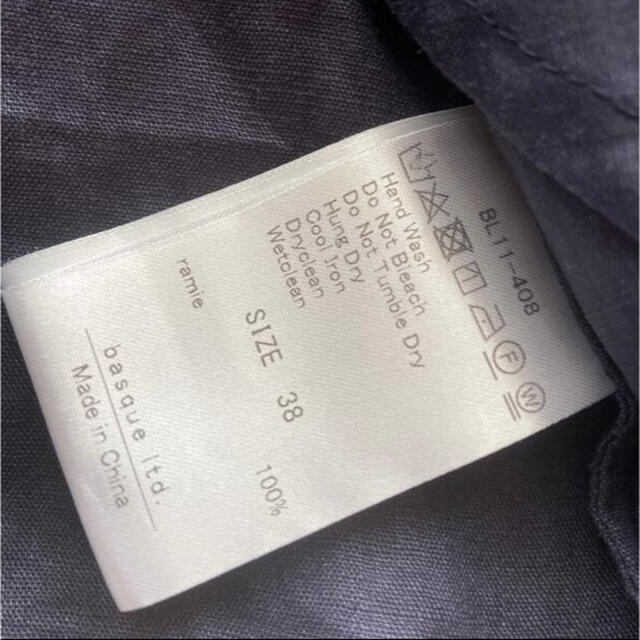 BL11-408
Hand Wash
Do Not Bleach
Do Not Tumble Dry
Hung Dry
Cool Iron
Dryclean
Wetclean
F
W
SIZE 38
ramie 100%
basque ltd.
Made in China